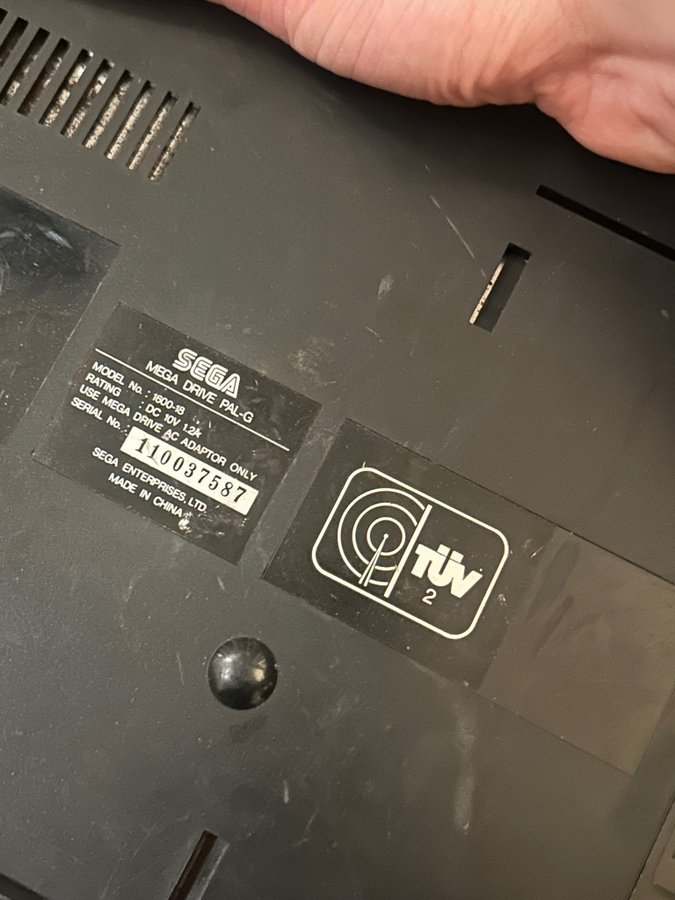 SEGA
MEGA DRIVE PAL-G
MODEL No. : 1600-18
RATING : DC 10V 1.2A
USE MEGA DRIVE AC ADAPTOR ONLY
SERIAL No. : 110037587
SEGA ENTERPRISES, LTD.
MADE IN CHINA
TÜV
2